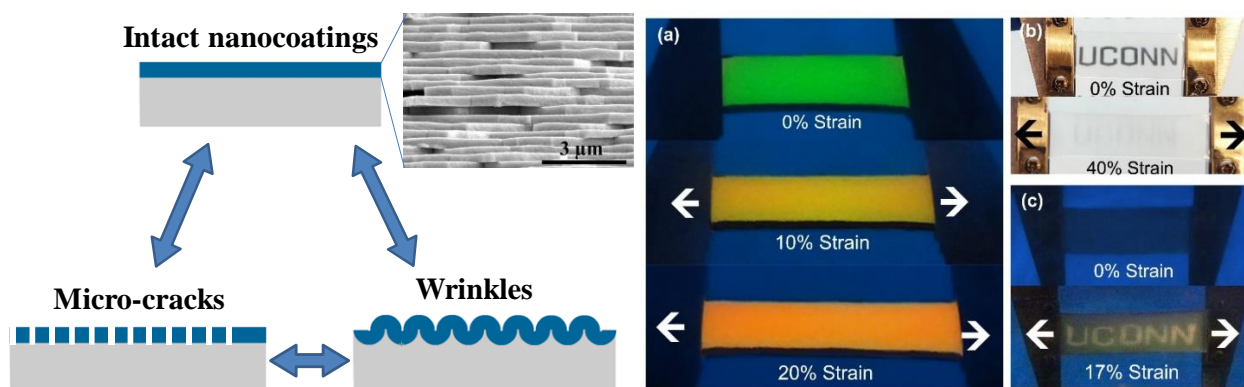 Intact nanocoatings
3 μm
Micro-cracks
Wrinkles
(a)
0% Strain
10% Strain
20% Strain
(b)
UCONN
0% Strain
UCONN
40% Strain
(c)
0% Strain
UCONN
17% Strain